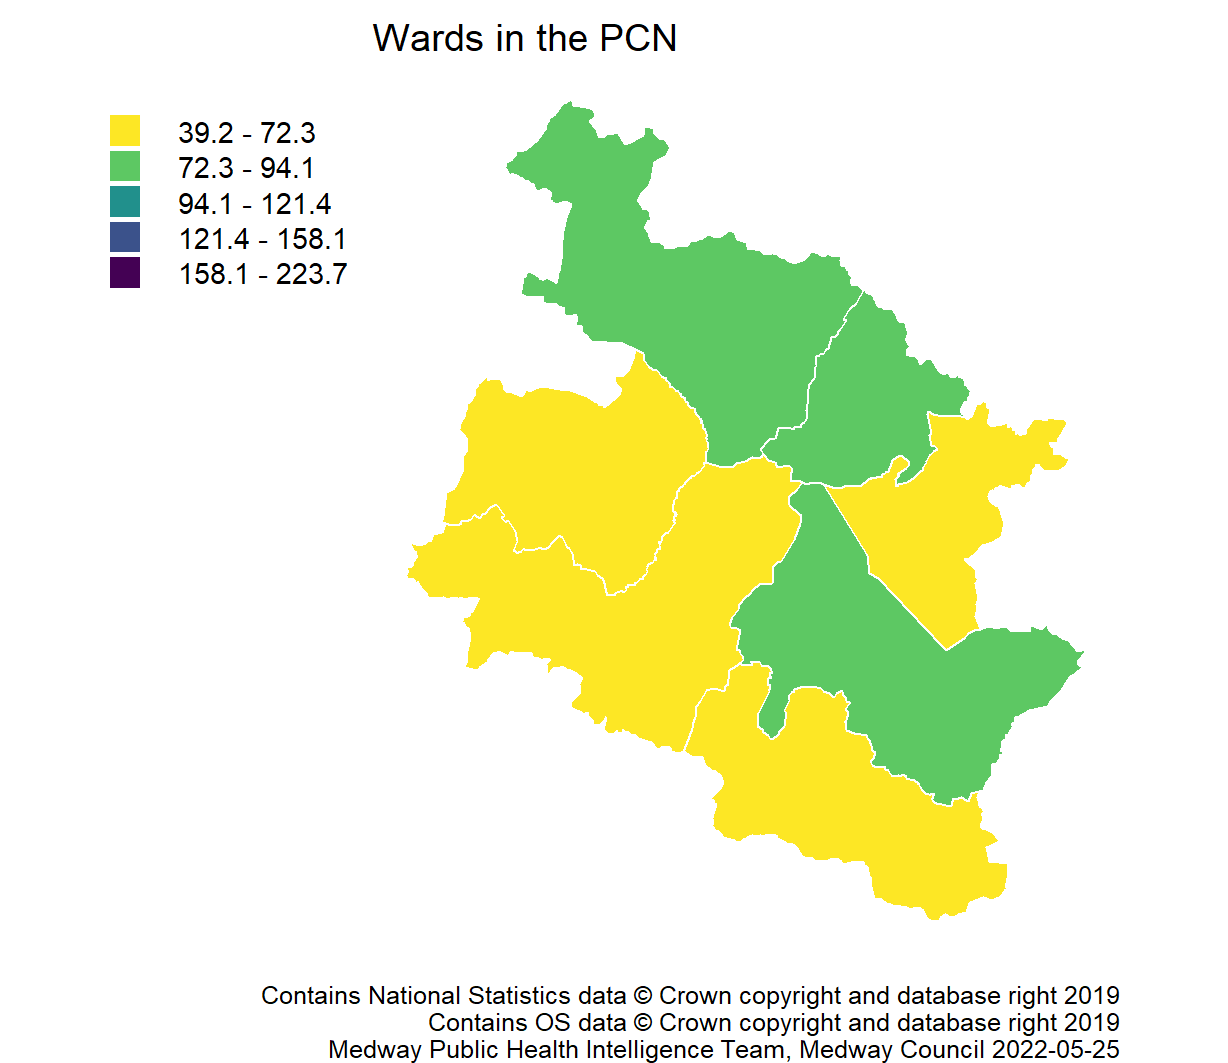 Wards in the PCN
39.2 - 72.3
72.3 - 94.1
94.1 - 121.4
121.4 - 158.1
158.1 - 223.7
Contains National Statistics data © Crown copyright and database right 2019
Contains OS data © Crown copyright and database right 2019
Medway Public Health Intelligence Team, Medway Council 2022-05-25